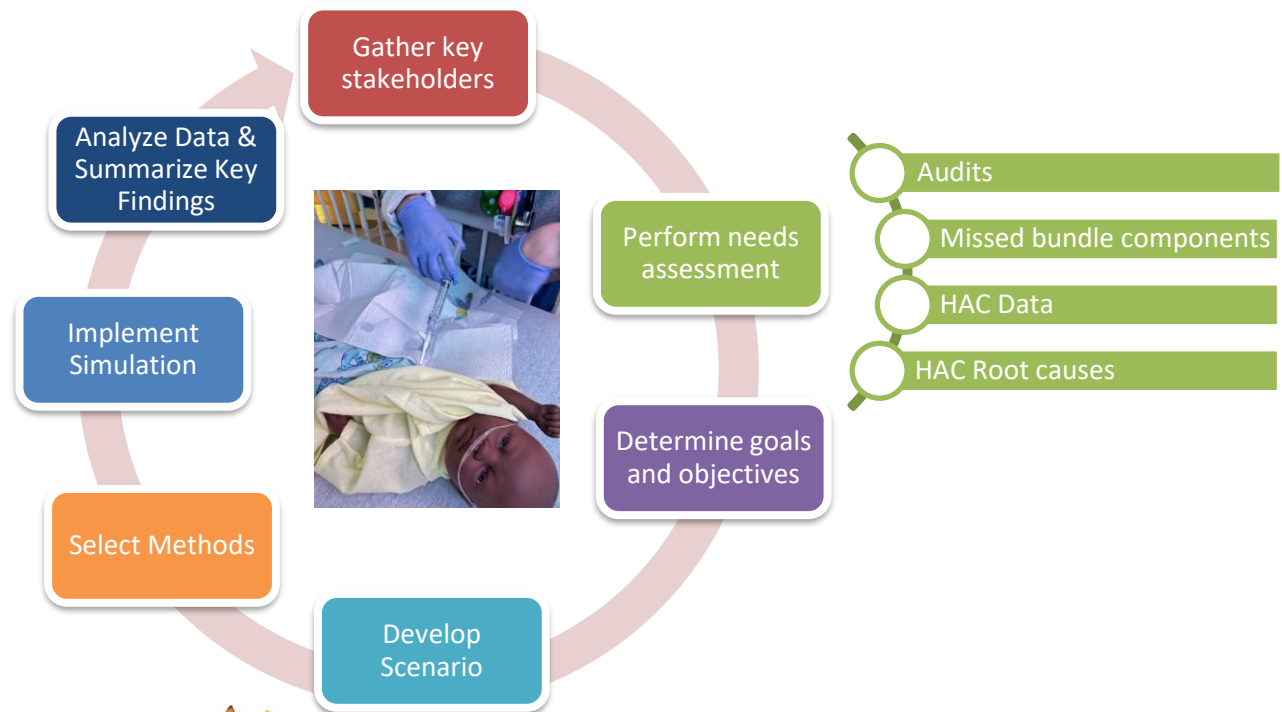 Gather key
stakeholders
Perform needs
assessment
Determine goals
and objectives
Develop
Scenario
Select Methods
Implement
Simulation
Analyze Data &
Summarize Key
Findings
Audits
Missed bundle components
HAC Data
HAC Root causes